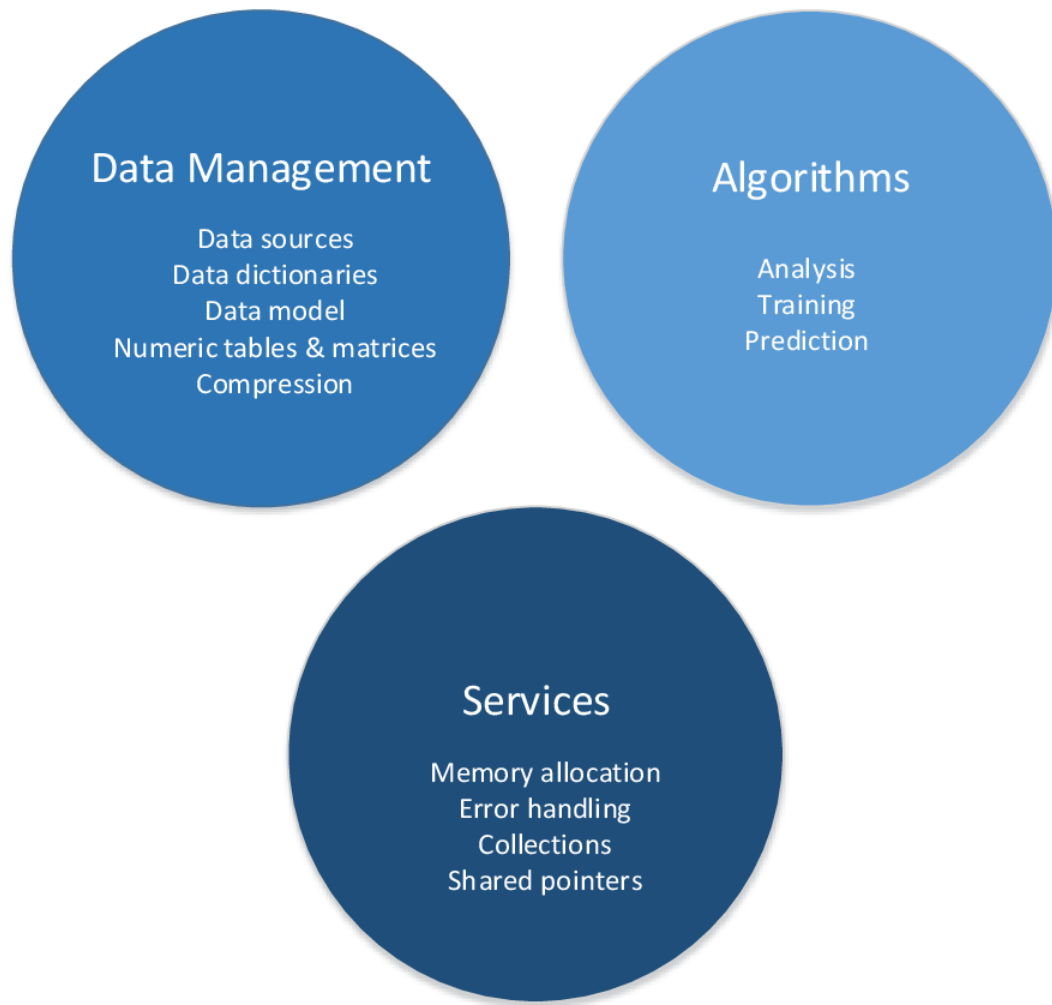 Data Management
Data sources
Data dictionaries
Data model
Numeric tables & matrices
Compression
Algorithms
Analysis
Training
Prediction
Services
Memory allocation
Error handling
Collections
Shared pointers